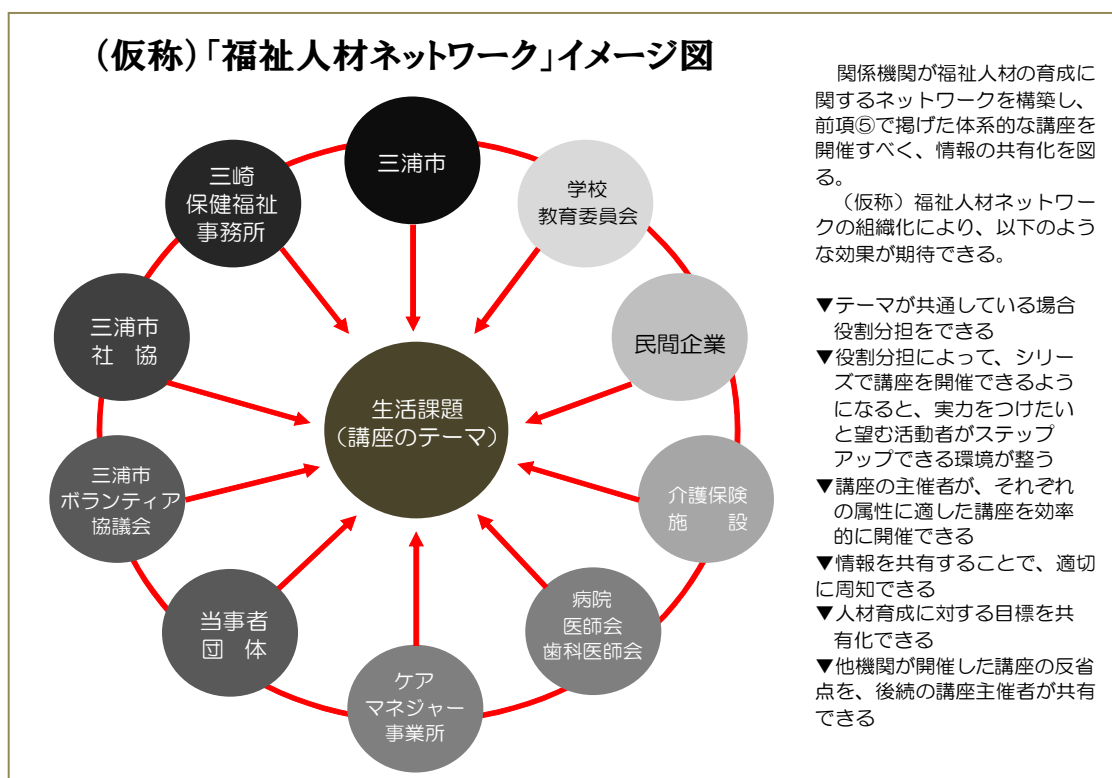 (仮称)「福祉人材ネットワーク」イメージ図
三浦市
学校
教育委員会
民間企業
介護保険
施　設
病院
医師会
歯科医師会
ケア
マネジャー
事業所
当事者
団　体
三浦市
ボランティア
協議会
三浦市
社　協
三崎
保健福祉
事務所
生活課題
(講座のテーマ)
関係機関が福祉人材の育成に
関するネットワークを構築し、
前項⑤で掲げた体系的な講座を
開催すべく、情報の共有化を図
る。
(仮称)福祉人材ネットワー
クの組織化により、以下のよう
な効果が期待できる。
▼テーマが共通している場合
役割分担をできる
▼役割分担によって、シリー
ズで講座を開催できるよう
になると、実力をつけたい
と望む活動者がステップ
アップできる環境が整う
▼講座の主催者が、それぞれ
の属性に適した講座を効率
的に開催できる
▼情報を共有することで、適切
に周知できる
▼人材育成に対する目標を共
有化できる
▼他機関が開催した講座の反省
点を、後続の講座主催者が共有
できる